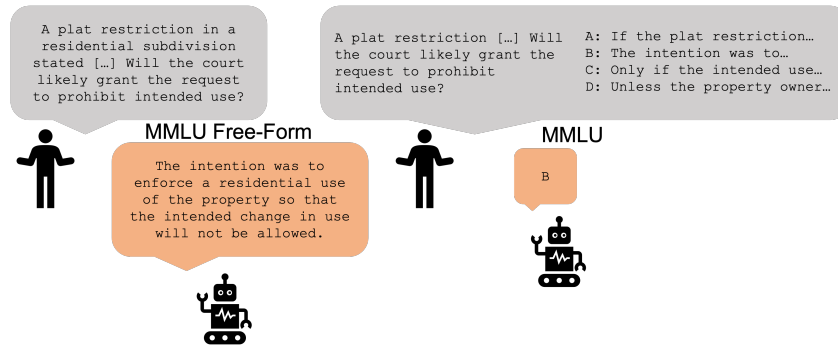 A plat restriction in a
residential subdivision
stated […] Will the court
likely grant the request
to prohibit intended use?
MMLU Free-Form
The intention was to
enforce a residential use
of the property so that
the intended change in use
will not be allowed.
A plat restriction […] Will
the court likely grant the
request to prohibit
intended use?
A: If the plat restriction…
B: The intention was to…
C: Only if the intended use…
D: Unless the property owner…
MMLU
B